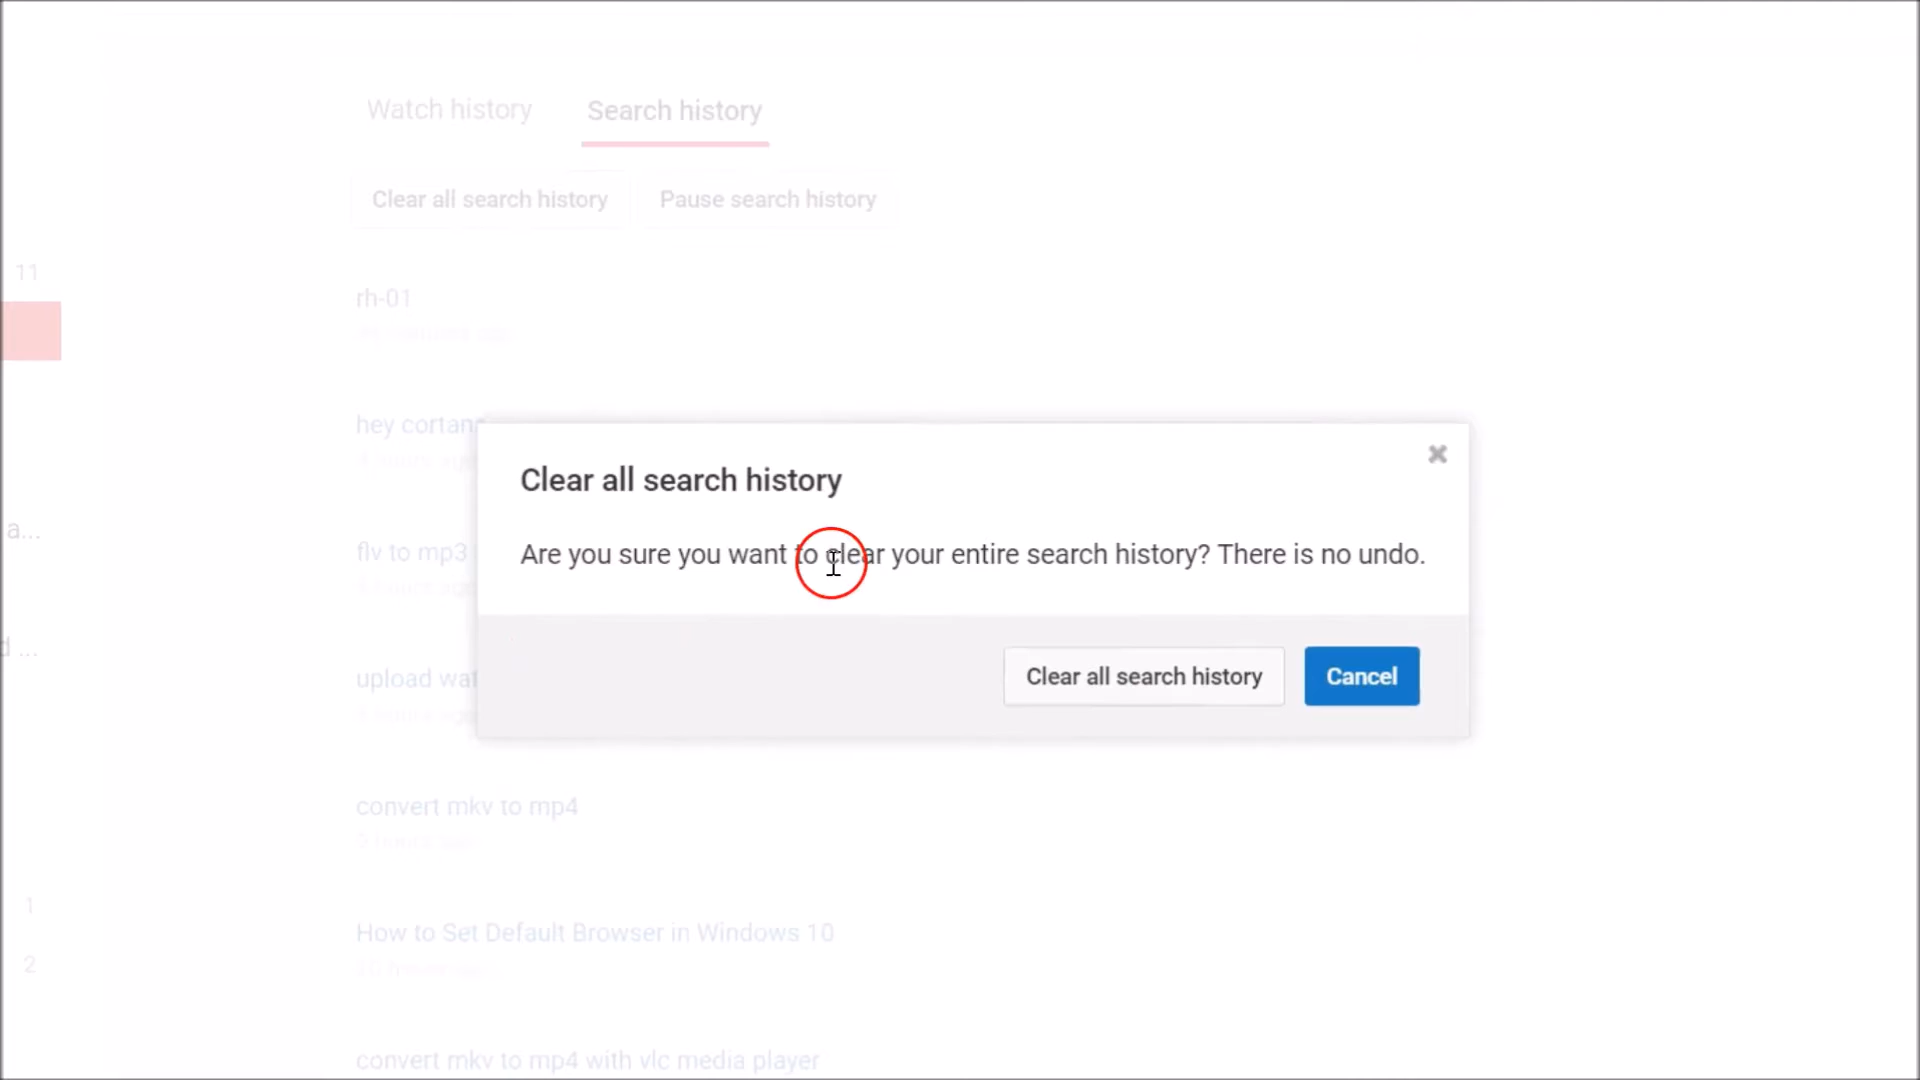 Watch history
Search history
Clear all search history
Pause search history
11
rh-01
hey cortana
Clear all search history
a...
Are you sure you want to clear your entire search history? There is no undo.
flv to mp3
d ...
upload wat
Clear all search history
Cancel
convert mkv to mp4
1
How to Set Default Browser in Windows 10
2
convert mkv to mp4 with vlc media player